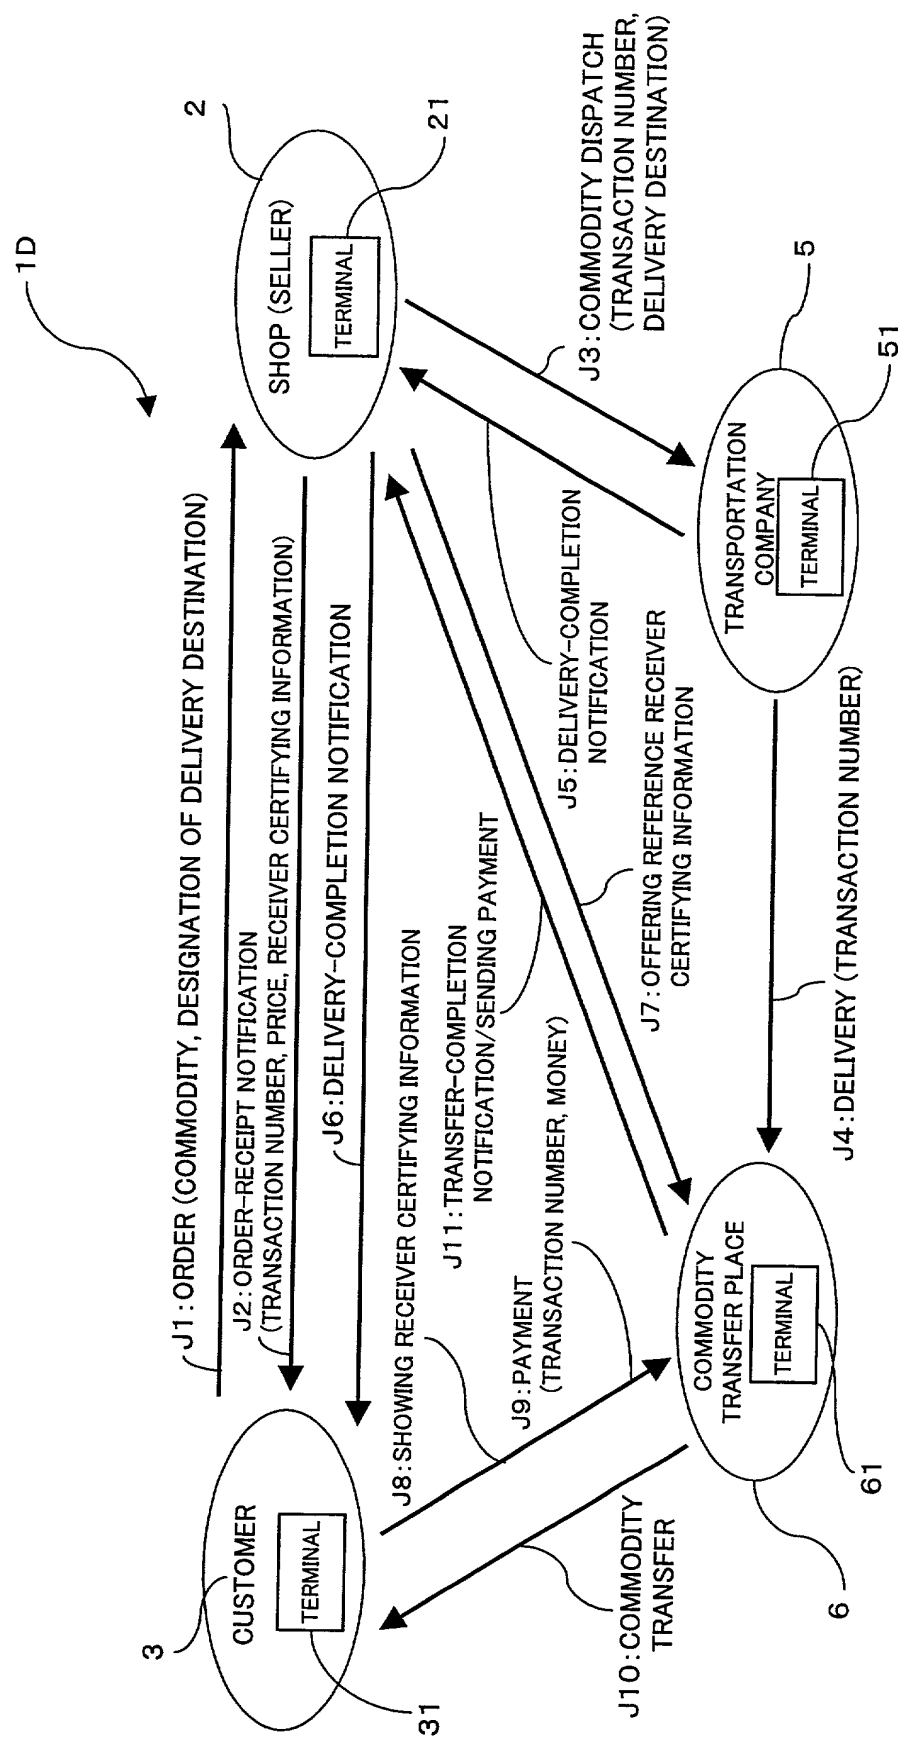 1D
2
SHOP (SELLER)
TERMINAL
21
J1:ORDER (COMMODITY, DESIGNATION OF DELIVERY DESTINATION)
J2:ORDER-RECEIPT NOTIFICATION
(TRANSACTION NUMBER, PRICE, RECEIVER CERTIFYING INFORMATION)
J6:DELIVERY-COMPLETION NOTIFICATION
3
CUSTOMER
TERMINAL
31
J8:SHOWING RECEIVER CERTIFYING INFORMATION
J11:TRANSFER-COMPLETION
NOTIFICATION/SENDING PAYMENT
J9:PAYMENT
(TRANSACTION NUMBER, MONEY)
J5:DELIVERY-COMPLETION
NOTIFICATION
J3:COMMODITY DISPATCH
(TRANSACTION NUMBER,
DELIVERY DESTINATION)
J7:OFFERING REFERENCE RECEIVER
CERTIFYING INFORMATION
J10:COMMODITY
TRANSFER
COMMODITY
TRANSFER PLACE
TERMINAL
6
61
J4:DELIVERY (TRANSACTION NUMBER)
TRANSPORTATION
COMPANY
TERMINAL
5
51